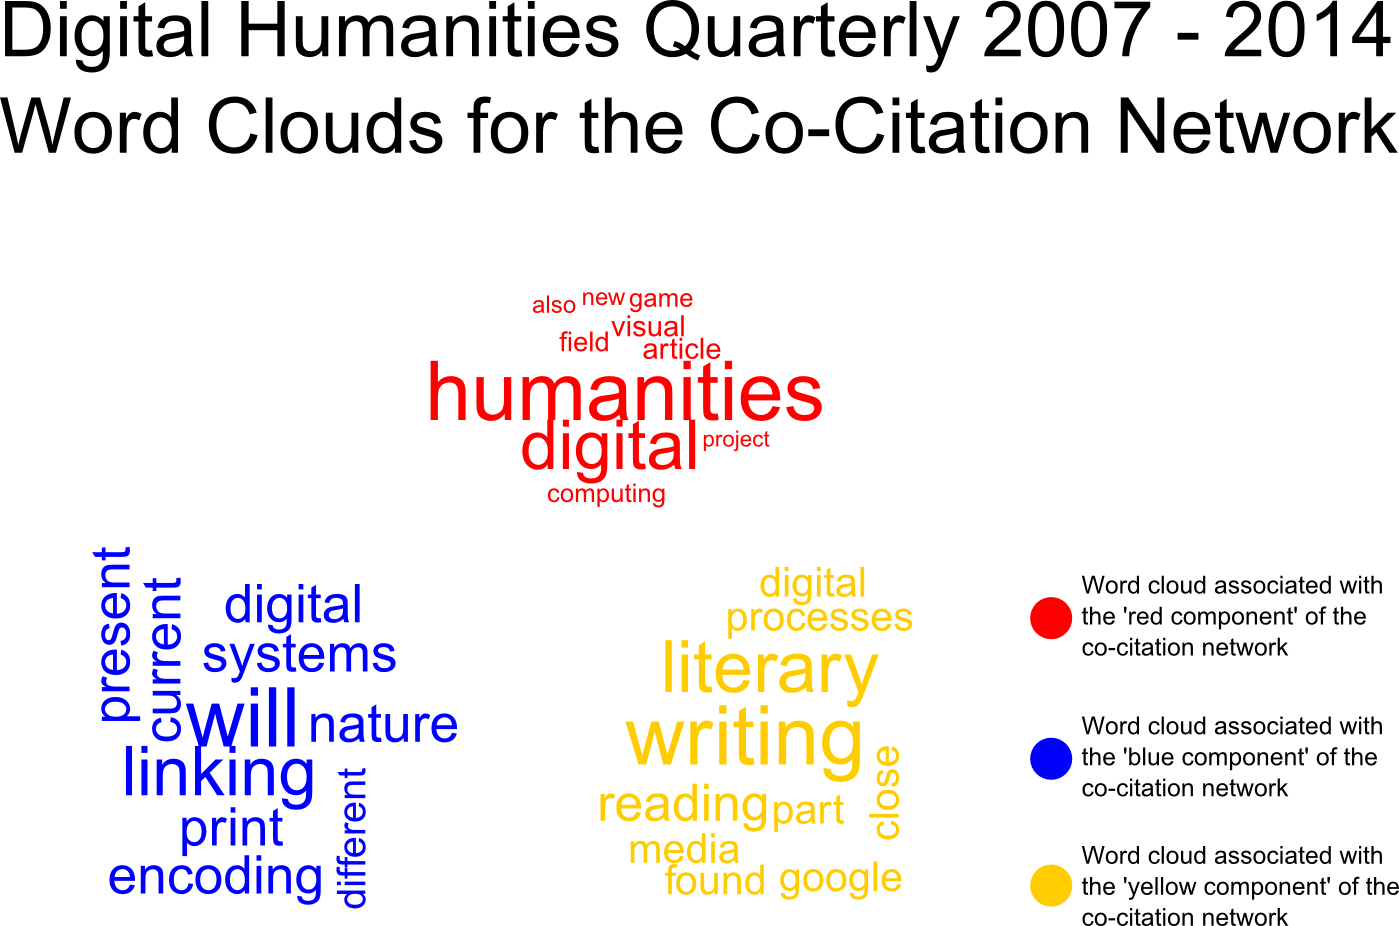 Digital Humanities Quarterly 2007 - 2014
Word Clouds for the Co-Citation Network
also new game
visual
field
article
humanities
digital
project
computing
present
current
digital
systems
will
nature
linking
different
print
encoding
digital
processes
literary
writing
close
reading
part
media
found
google
Word cloud associated with
the 'red component' of the
co-citation network
Word cloud associated with
the 'blue component' of the
co-citation network
Word cloud associated with
the 'yellow component' of the
co-citation network